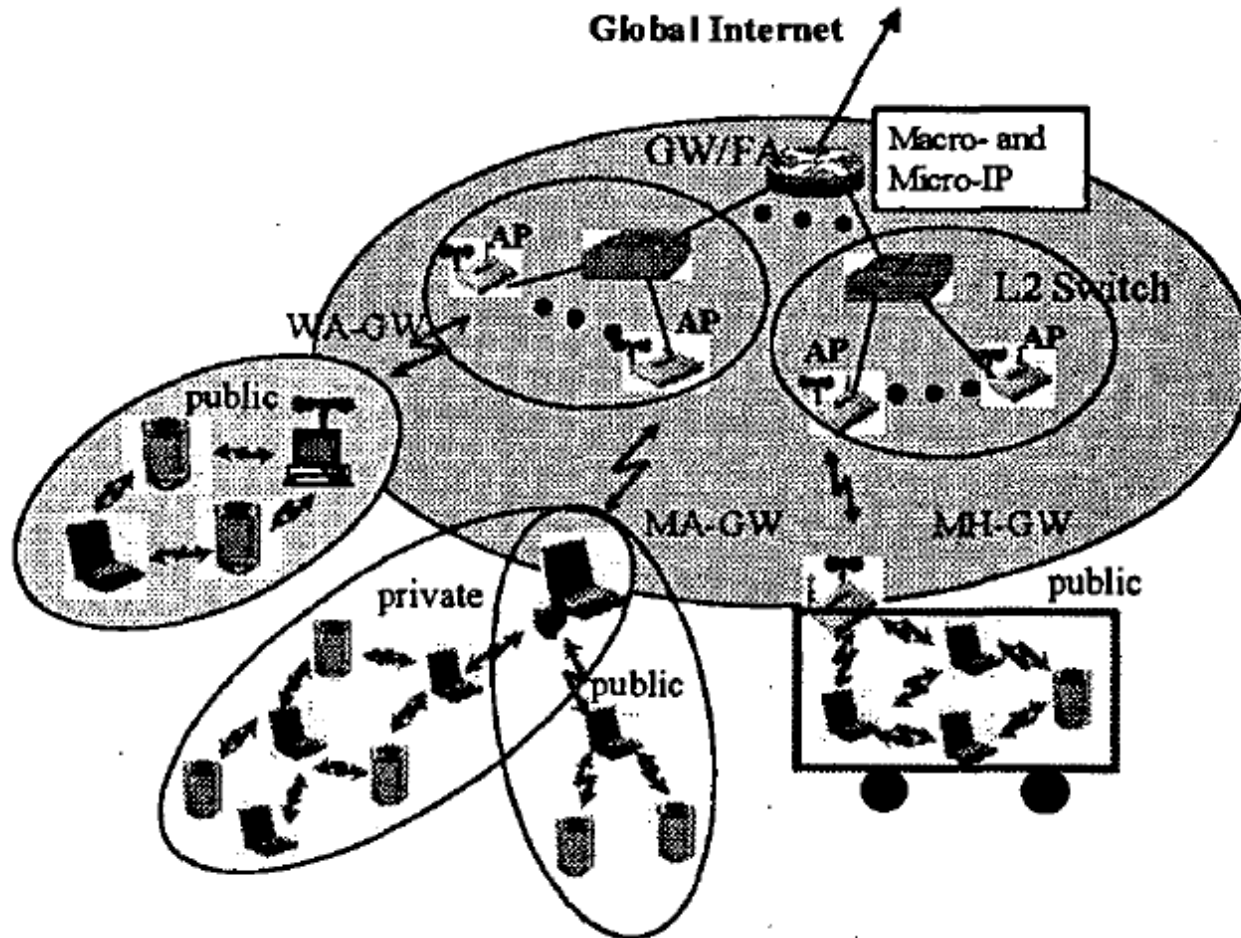 Global Internet
GW/FA
Macro- and
Micro-IP
AP
AP
L2 Switch
WA-GW
AP
AP
public
MA-GW
MH-GW
private
public
public